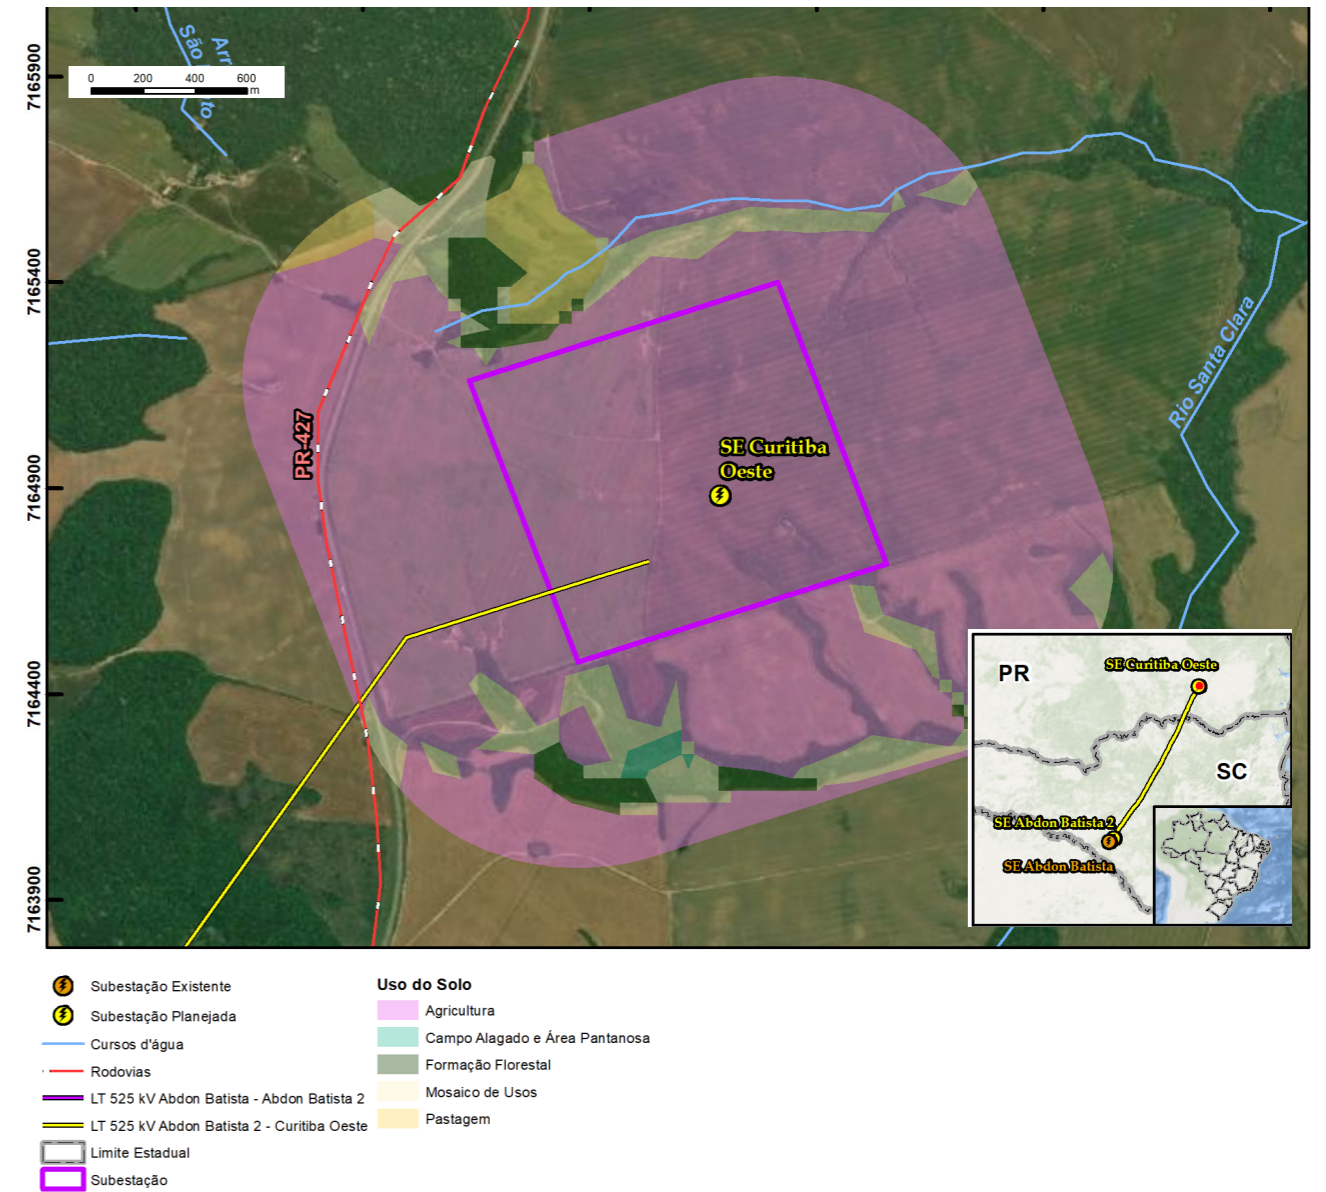 7165900
7165400
7164900
7164400
7163900
0 200 400 600
m
Arr
São
to
PR-427
SE Curitiba
Oeste
Rio Santa Clara
PR
SE Curitiba Oeste
SC
SE Abdon Batista 2
SE Abdon Batista
Subestação Existente
Subestação Planejada
Cursos d'água
Rodovias
LT 525 kV Abdon Batista - Abdon Batista 2
LT 525 kV Abdon Batista 2 - Curitiba Oeste
Limite Estadual
Subestação
Uso do Solo
Agricultura
Campo Alagado e Área Pantanosa
Formação Florestal
Mosaico de Usos
Pastagem